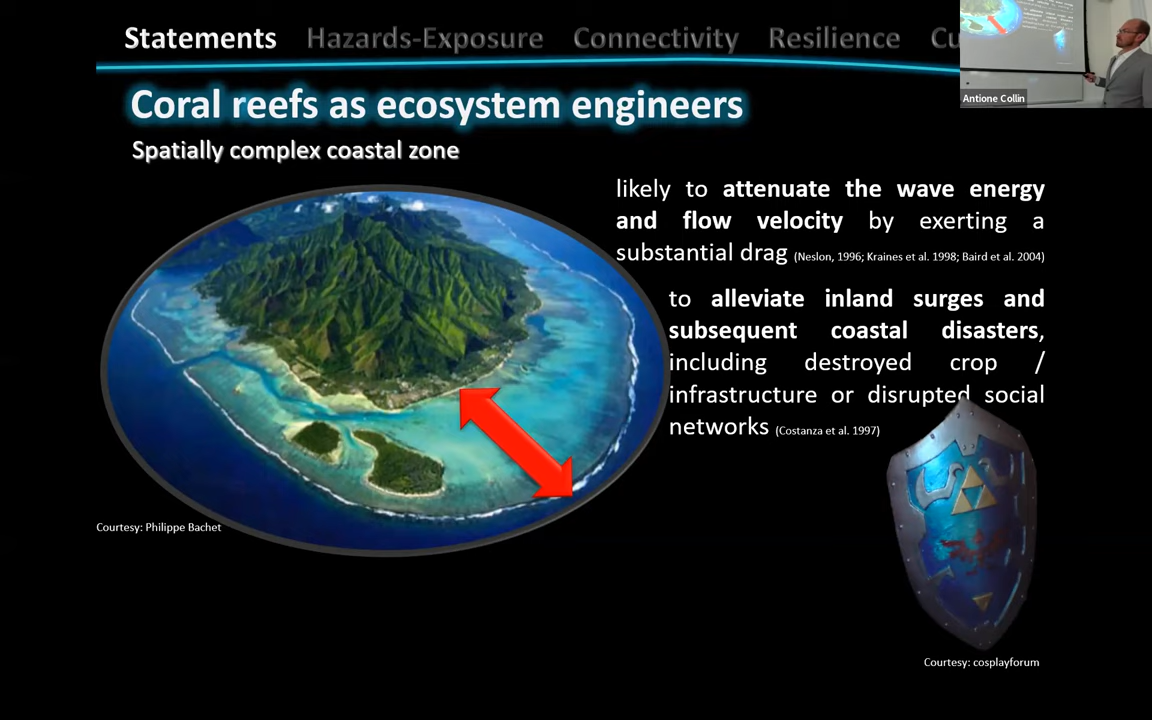 Statements Hazards-Exposure Connectivity Resilience Cu
Antione Collin
Coral reefs as ecosystem engineers
Spatially complex coastal zone
likely to attenuate the wave energy
and flow velocity by exerting a
substantial drag (Neslon, 1996; Kraines et al. 1998; Baird et al. 2004)
to alleviate inland surges and
subsequent coastal disasters,
including destroyed crop /
infrastructure or disrupted social
networks (Costanza et al. 1997)
Courtesy: Philippe Bachet
Courtesy: cosplayforum